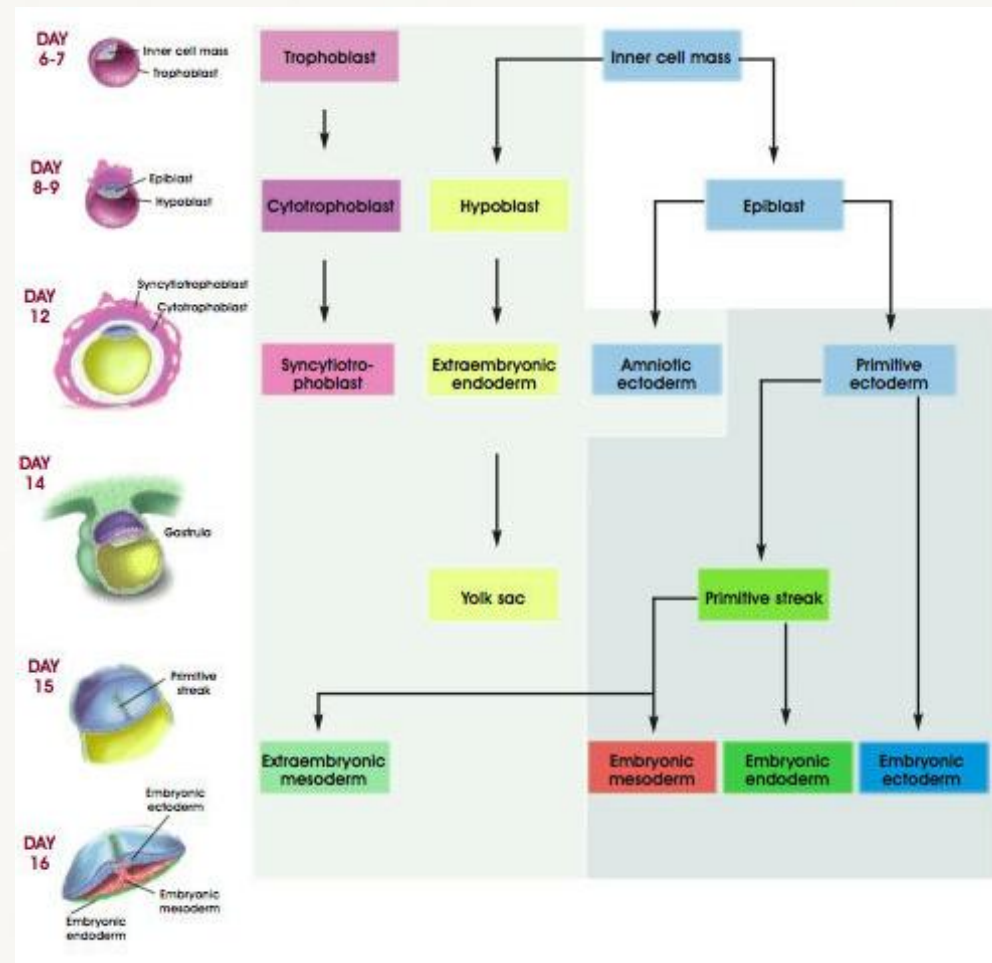 DAY
6-7
Inner cell mass
Trophoblast
Trophoblast
Inner cell mass
DAY
8-9
Epiblast
Hypoblast
Cytotrophoblast
Hypoblast
Epiblast
DAY
12
Syncytiotrophoblast
Cytotrophoblast
Syncytiotro-
phoblast
Extraembryonic
endoderm
Amniotic
ectoderm
Primitive
ectoderm
DAY
14
Gastrula
Yolk sac
Primitive streak
DAY
15
Primitive
streak
Extraembryonic
mesoderm
Embryonic
mesoderm
Embryonic
endoderm
Embryonic
ectoderm
DAY
16
Embryonic
ectoderm
Embryonic
mesoderm
Embryonic
endoderm